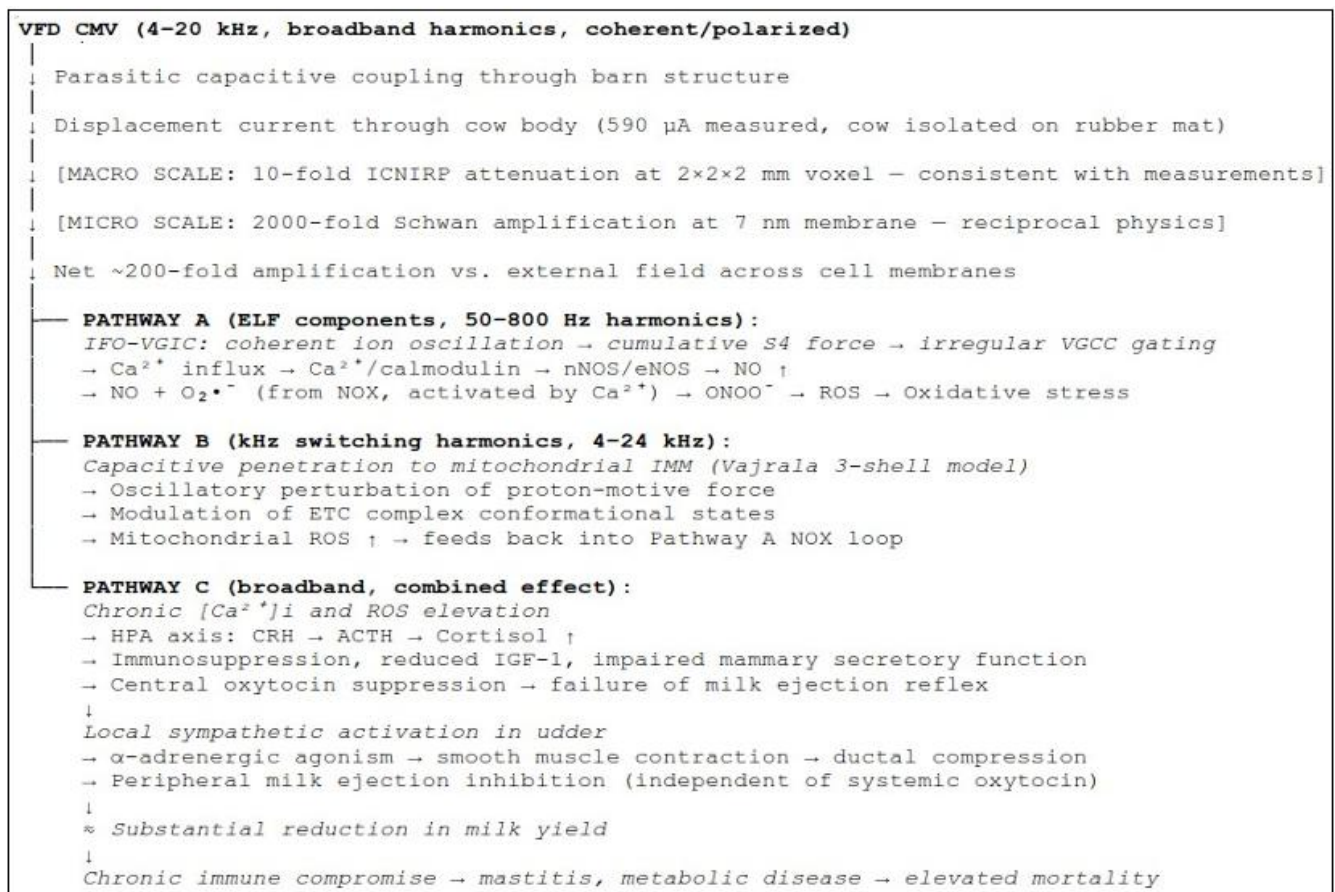 VFD CMV (4–20 kHz, broadband harmonics, coherent/polarized)
↓ Parasitic capacitive coupling through barn structure
↓ Displacement current through cow body (590 µA measured, cow isolated on rubber mat)
↓ [MACRO SCALE: 10-fold ICNIRP attenuation at 2×2×2 mm voxel – consistent with measurements]
↓ [MICRO SCALE: 2000-fold Schwan amplification at 7 nm membrane – reciprocal physics]
↓ Net ~200-fold amplification vs. external field across cell membranes
PATHWAY A (ELF components, 50-800 Hz harmonics):
IFO-VGIC: coherent ion oscillation → cumulative S4 force → irregular VGCC gating
→ Ca²⁺ influx → Ca²⁺/calmodulin → nNOS/eNOS → NO ↑
→ NO + O₂•⁻ (from NOX, activated by Ca²⁺) → ONOO⁻ → ROS → Oxidative stress
PATHWAY B (kHz switching harmonics, 4–24 kHz):
Capacitive penetration to mitochondrial IMM (Vajrala 3-shell model)
→ Oscillatory perturbation of proton-motive force
→ Modulation of ETC complex conformational states
→ Mitochondrial ROS ↑ → feeds back into Pathway A NOX loop
PATHWAY C (broadband, combined effect):
Chronic [Ca²⁺]i and ROS elevation
→ HPA axis: CRH → ACTH → Cortisol ↑
→ Immunosuppression, reduced IGF-1, impaired mammary secretory function
→ Central oxytocin suppression → failure of milk ejection reflex
↓
Local sympathetic activation in udder
→ α-adrenergic agonism → smooth muscle contraction → ductal compression
→ Peripheral milk ejection inhibition (independent of systemic oxytocin)
↓
≈ Substantial reduction in milk yield
↓
Chronic immune compromise → mastitis, metabolic disease → elevated mortality